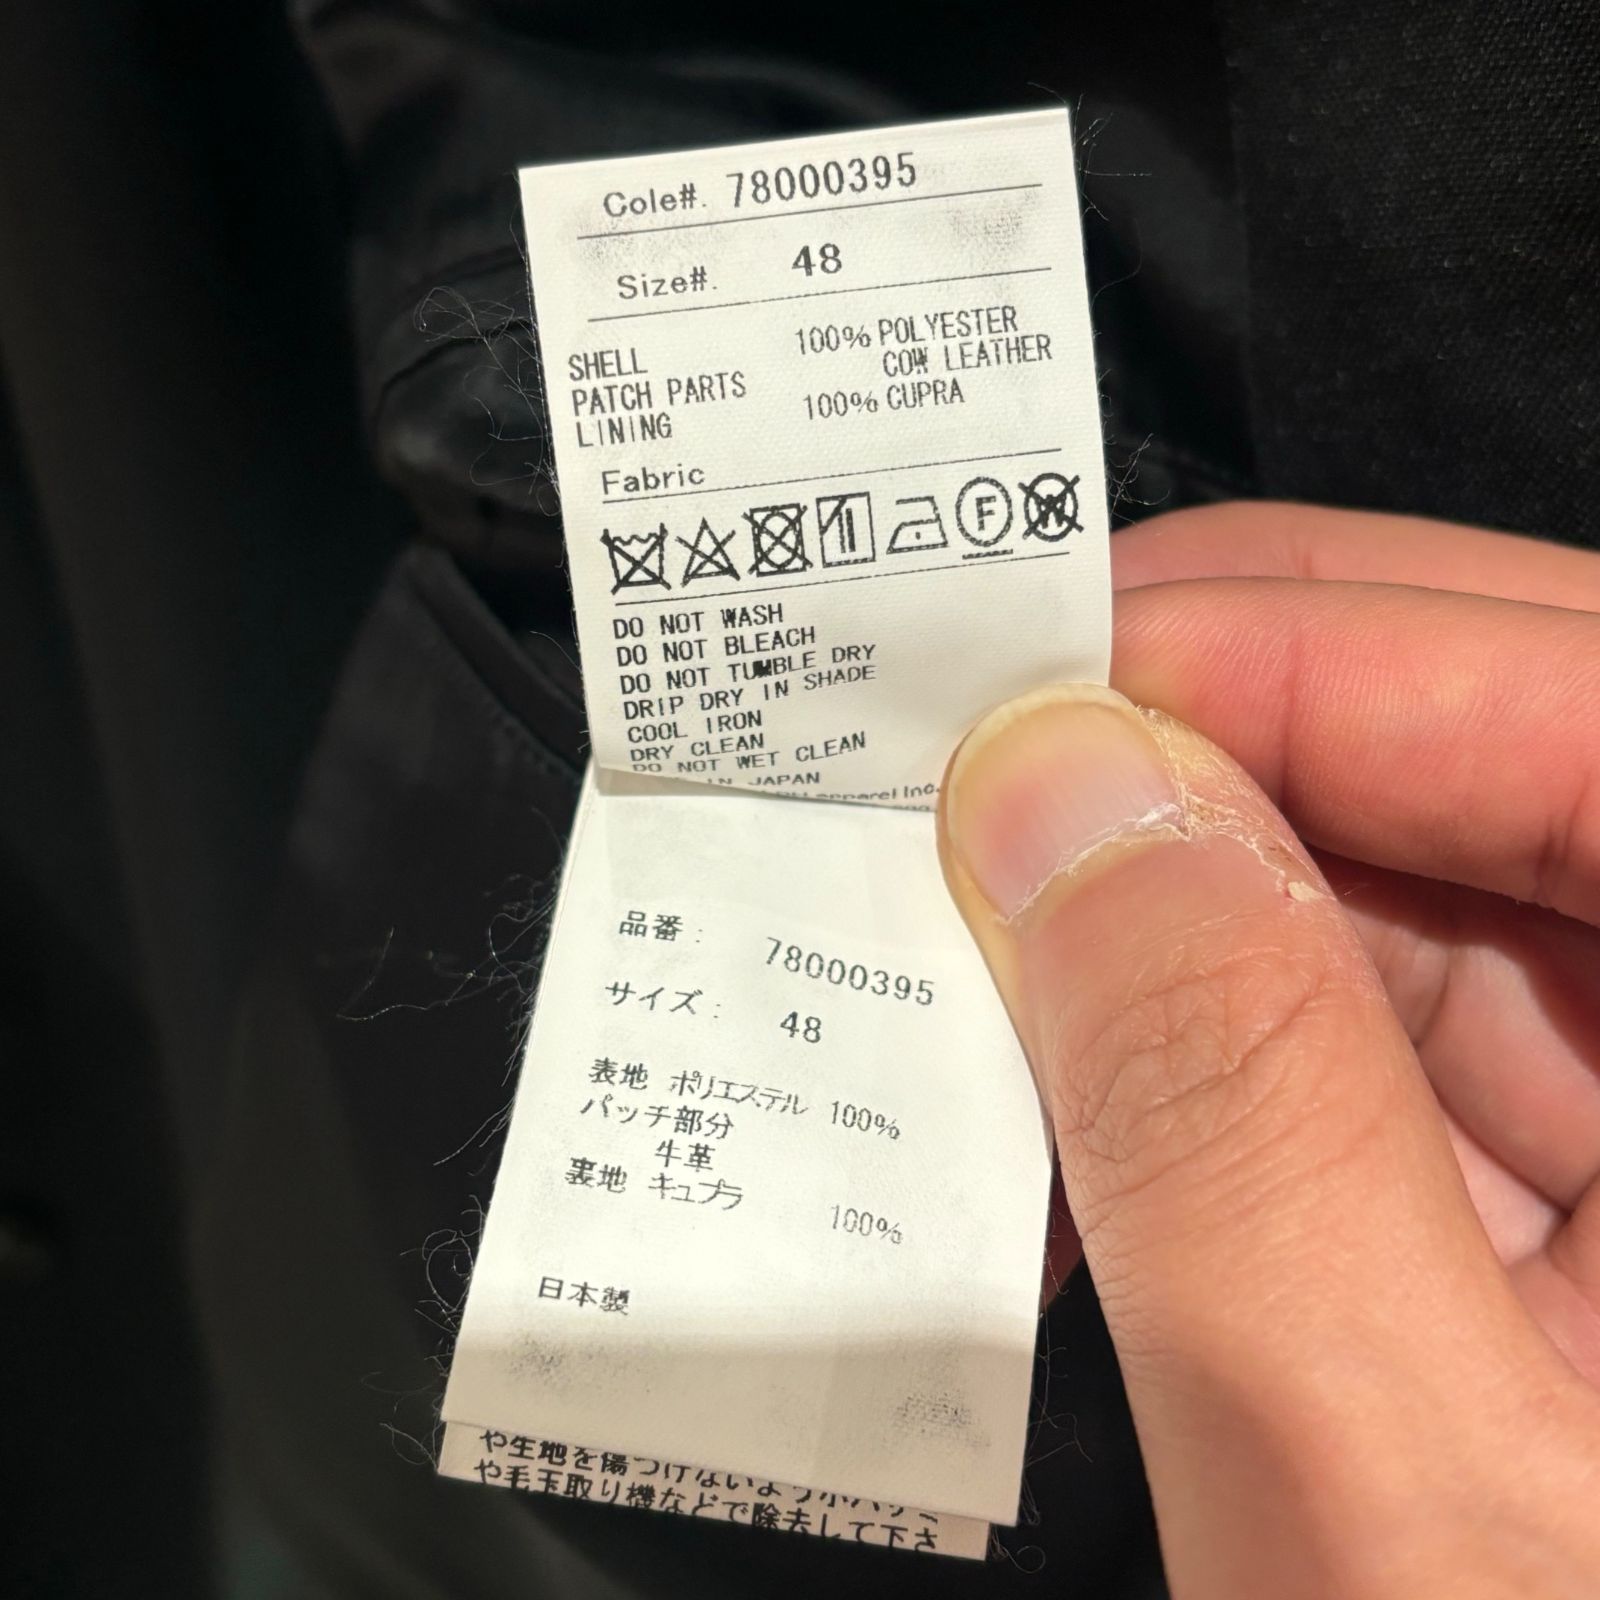 Cole#. 78000395
Size#. 48
SHELL 100% POLYESTER
PATCH PARTS COW LEATHER
LINING 100% CUPRA
Fabric
F W
DO NOT WASH
DO NOT BLEACH
DO NOT TUMBLE DRY
DRIP DRY IN SHADE
COOL IRON
DRY CLEAN
DO NOT WET CLEAN
IN JAPAN
apparel Inc.
品番: 78000395
サイズ: 48
表地 ポリエステル 100%
パッチ部分
牛革
裏地 キュプラ
100%
日本製
や生地を傷つけないよう
や毛玉取り機などで除去して下さ